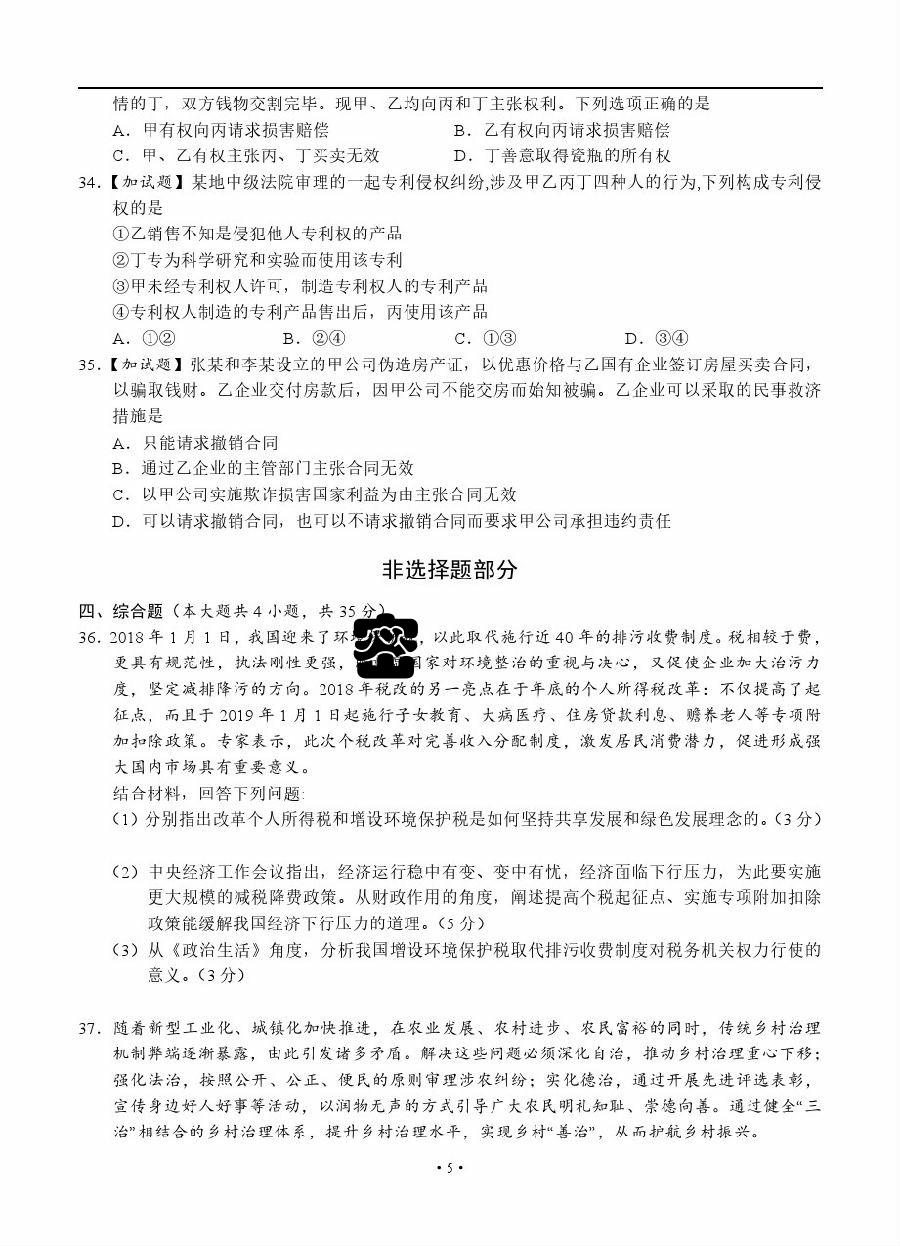 情的丁，双方钱物交割完毕。现甲、乙均向丙和丁主张权利。下列选项正确的是
A．甲有权向丙请求损害赔偿 B．乙有权向丙请求损害赔偿
C．甲、乙有权主张丙、丁买卖无效 D．丁善意取得瓷瓶的所有权
34．【加试题】某地中级法院审理的一起专利侵权纠纷,涉及甲乙丙丁四种人的行为,下列构成专利侵
权的是
①乙销售不知是侵犯他人专利权的产品
②丁专为科学研究和实验而使用该专利
③甲未经专利权人许可，制造专利权人的专利产品
④专利权人制造的专利产品售出后，丙使用该产品
A．①② B．②④ C．①③ D．③④
35．【加试题】张某和李某设立的甲公司伪造房产证，以优惠价格与乙国有企业签订房屋买卖合同，
以骗取钱财。乙企业交付房款后，因甲公司不能交房而始知被骗。乙企业可以采取的民事救济
措施是
A．只能请求撤销合同
B．通过乙企业的主管部门主张合同无效
C．以甲公司实施欺诈损害国家利益为由主张合同无效
D．可以请求撤销合同，也可以不请求撤销合同而要求甲公司承担违约责任
非选择题部分
四、综合题（本大题共 4 小题，共 35 分）
36．2018 年 1 月 1 日，我国迎来了环，以此取代施行近 40 年的排污收费制度。税相较于费，
更具有规范性，执法刚性更强，国家对环境整治的重视与决心，又促使企业加大治污力
度，坚定减排降污的方向。2018 年税改的另一亮点在于年底的个人所得税改革：不仅提高了起
征点，而且于 2019 年 1 月 1 日起施行子女教育、大病医疗、住房贷款利息、赡养老人等专项附
加扣除政策。专家表示，此次个税改革对完善收入分配制度，激发居民消费潜力，促进形成强
大国内市场具有重要意义。
结合材料，回答下列问题：
（1）分别指出改革个人所得税和增设环境保护税是如何坚持共享发展和绿色发展理念的。（3 分）
（2）中央经济工作会议指出，经济运行稳中有变、变中有忧，经济面临下行压力，为此要实施
更大规模的减税降费政策。从财政作用的角度，阐述提高个税起征点、实施专项附加扣除
政策能缓解我国经济下行压力的道理。（5 分）
（3）从《政治生活》角度，分析我国增设环境保护税取代排污收费制度对税务机关权力行使的
意义。（3 分）
37．随着新型工业化、城镇化加快推进，在农业发展、农村进步、农民富裕的同时，传统乡村治理
机制弊端逐渐暴露，由此引发诸多矛盾。解决这些问题必须深化自治，推动乡村治理重心下移；
强化法治，按照公开、公正、便民的原则审理涉农纠纷；实化德治，通过开展先进评选表彰，
宣传身边好人好事等活动，以润物无声的方式引导广大农民明礼知耻、崇德向善。通过健全“三
治”相结合的乡村治理体系，提升乡村治理水平，实现乡村“善治”，从而护航乡村振兴。
·5·